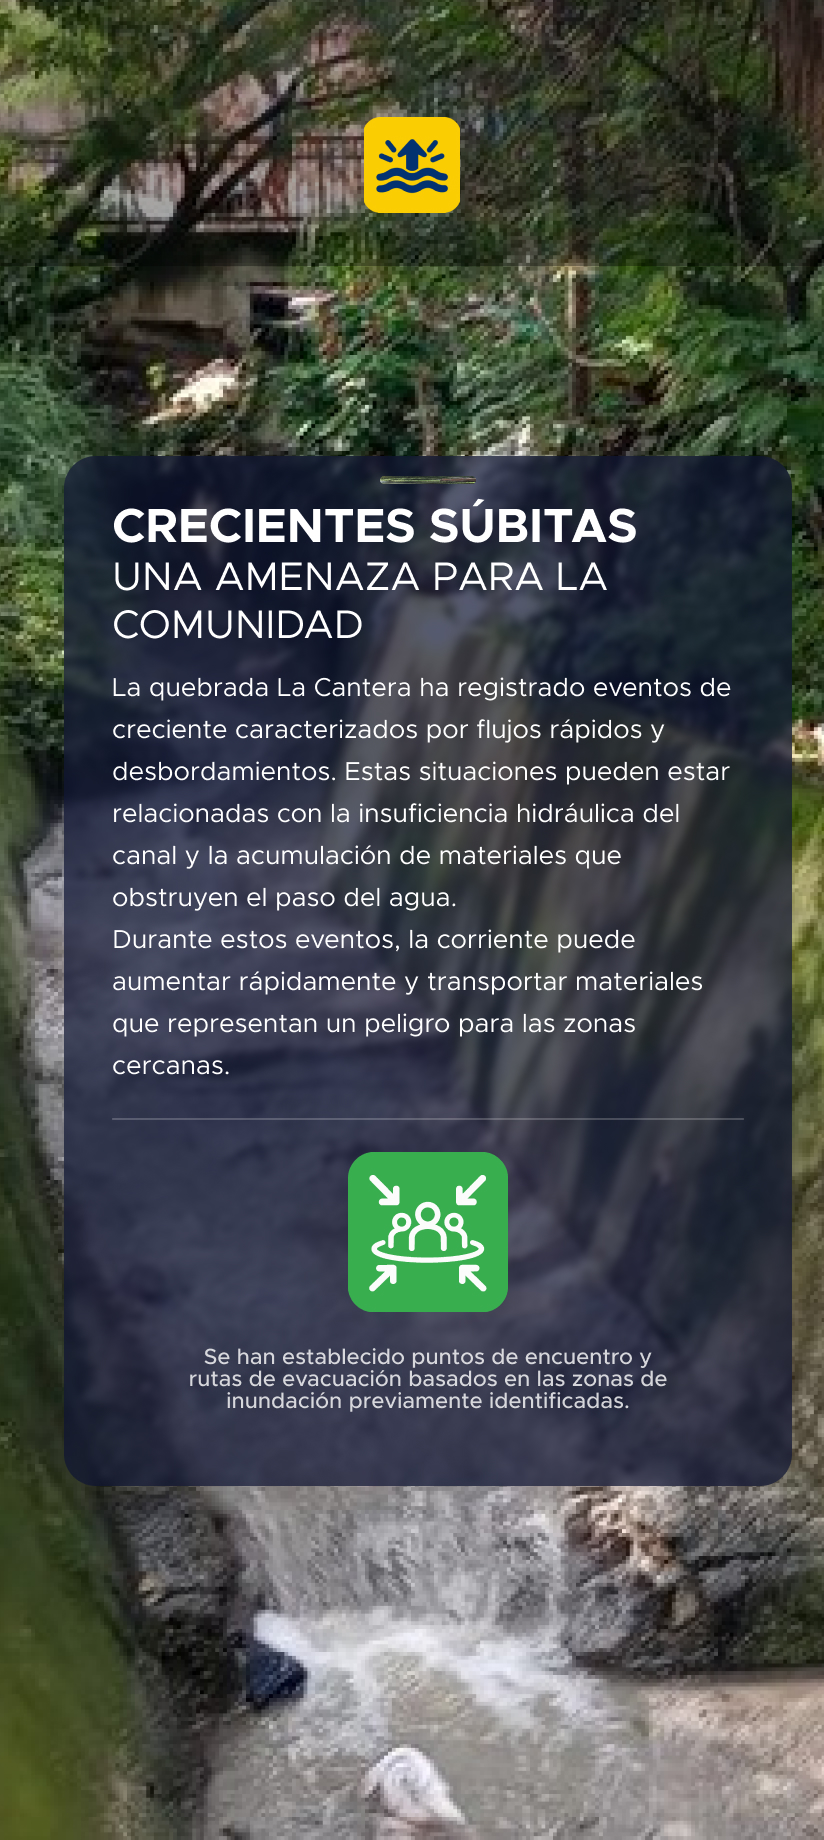 CRECIENTES SÚBITAS
UNA AMENAZA PARA LA
COMUNIDAD
La quebrada La Cantera ha registrado eventos de
creciente caracterizados por flujos rápidos y
desbordamientos. Estas situaciones pueden estar
relacionadas con la insuficiencia hidráulica del
canal y la acumulación de materiales que
obstruyen el paso del agua.
Durante estos eventos, la corriente puede
aumentar rápidamente y transportar materiales
que representan un peligro para las zonas
cercanas.
Se han establecido puntos de encuentro y
rutas de evacuación basados en las zonas de
inundación previamente identificadas.